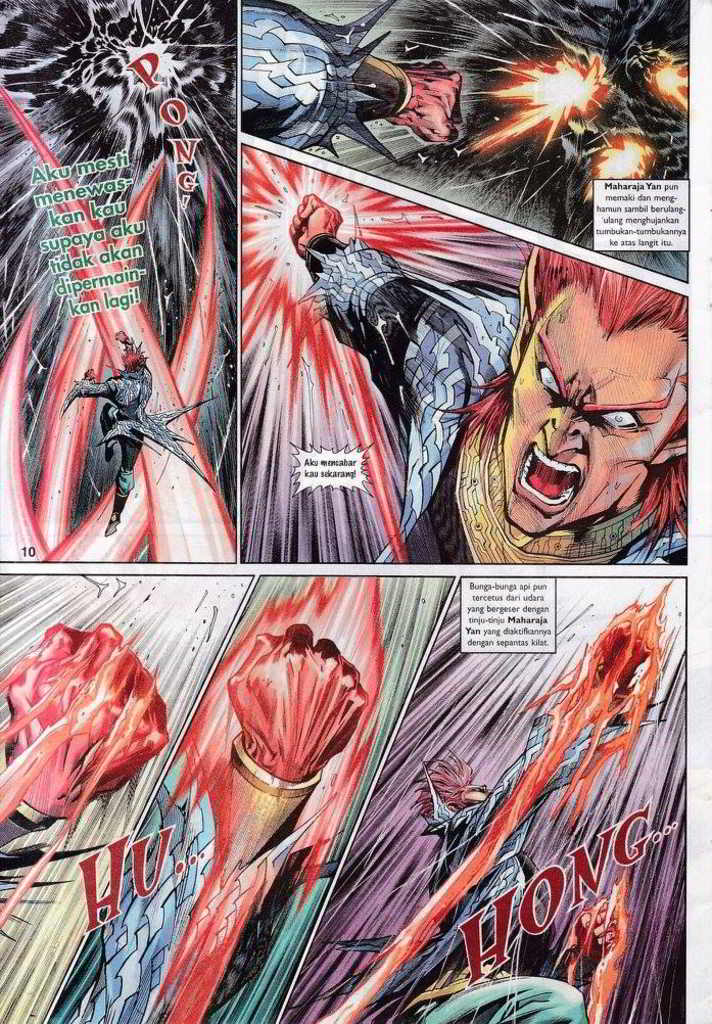 PONG!
Aku mesti
menewas-
kan kau
supaya aku
tidak akan
dipermain-
kan lagi!
Maharaja Yan pun
memaki dan meng-
hamun sambil berulang-
ulang menghujankan
tumbukan-tumbukannya
ke atas langit itu.
Aku mencabar
kau sekarang!
10
Bunga-bunga api pun
tercetus dari udara
yang bergeser dengan
tinju-tinju Maharaja
Yan yang diaktifkannya
dengan sepantas kilat.
HU...
HONG...